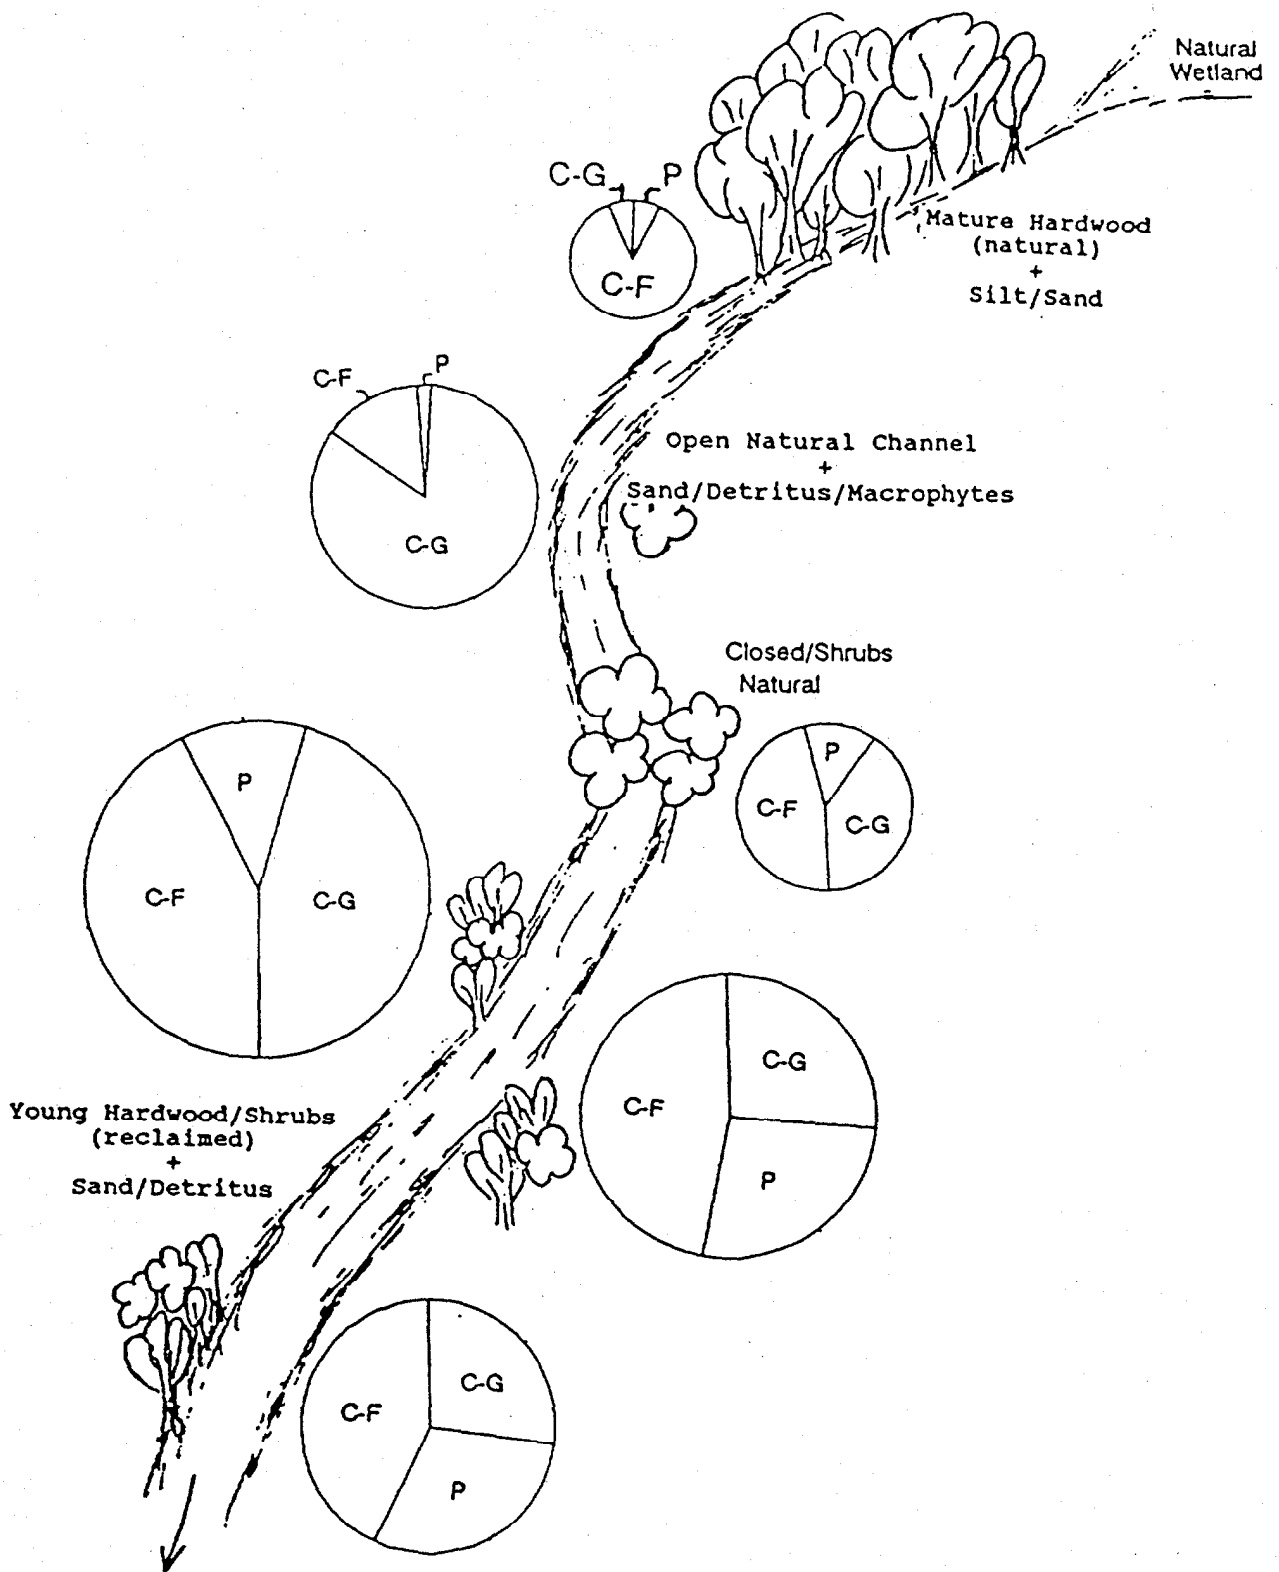 Natural
Wetland
C-G P
C-F
Mature Hardwood
(natural)
+
Silt/Sand
C-F P
C-G
Open Natural Channel
+
Sand/Detritus/Macrophytes
Closed/Shrubs
Natural
P
C-F
C-G
P
C-F
C-G
C-G
C-F
P
Young Hardwood/Shrubs
(reclaimed)
+
Sand/Detritus
C-G
C-F
P